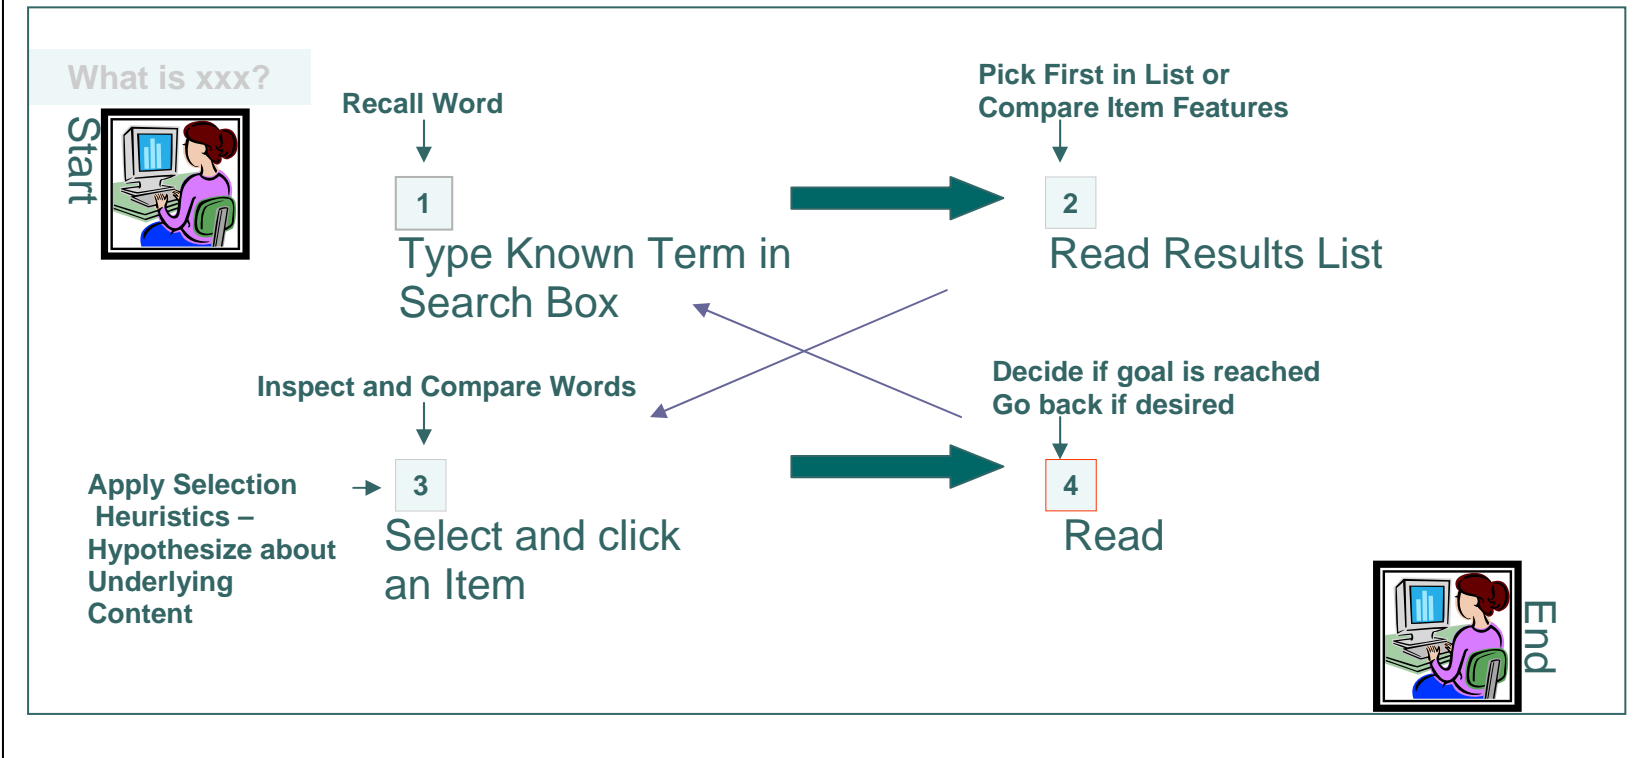 What is xxx?
Start
Recall Word
1
Type Known Term in
Search Box
Pick First in List or
Compare Item Features
2
Read Results List
Inspect and Compare Words
Apply Selection
Heuristics –
Hypothesize about
Underlying
Content
3
Select and click
an Item
Decide if goal is reached
Go back if desired
4
Read
End